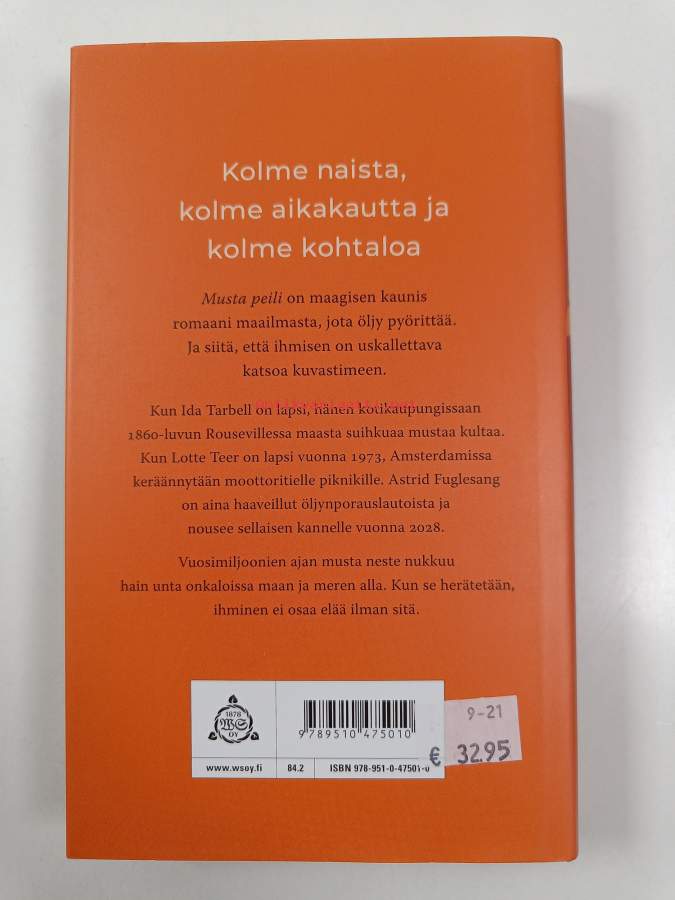 Kolme naista,
kolme aikakautta ja
kolme kohtaloa
Musta peili on maagisen kaunis
romaani maailmasta, jota öljy pyörittää.
Ja siitä, että ihmisen on uskallettava
katsoa kuvastimeen.
Kun Ida Tarbell on lapsi, hänen kotikaupungissaan
1860-luvun Rousevillessa maasta suihkuaa mustaa kultaa.
Kun Lotte Teer on lapsi vuonna 1973, Amsterdamissa
keräännytään moottoritielle piknikille. Astrid Fuglesang
on aina haaveillut öljynporauslautoista ja
nousee sellaisen kannelle vuonna 2028.
Vuosimiljoonien ajan musta neste nukkuu
hain unta onkaloissa maan ja meren alla. Kun se herätetään,
ihminen ei osaa elää ilman sitä.
1878
WS
OY
9 789510 475010
www.wsoy.fi 84.2 ISBN 978-951-0-47501-0
9-21
€ 32.95